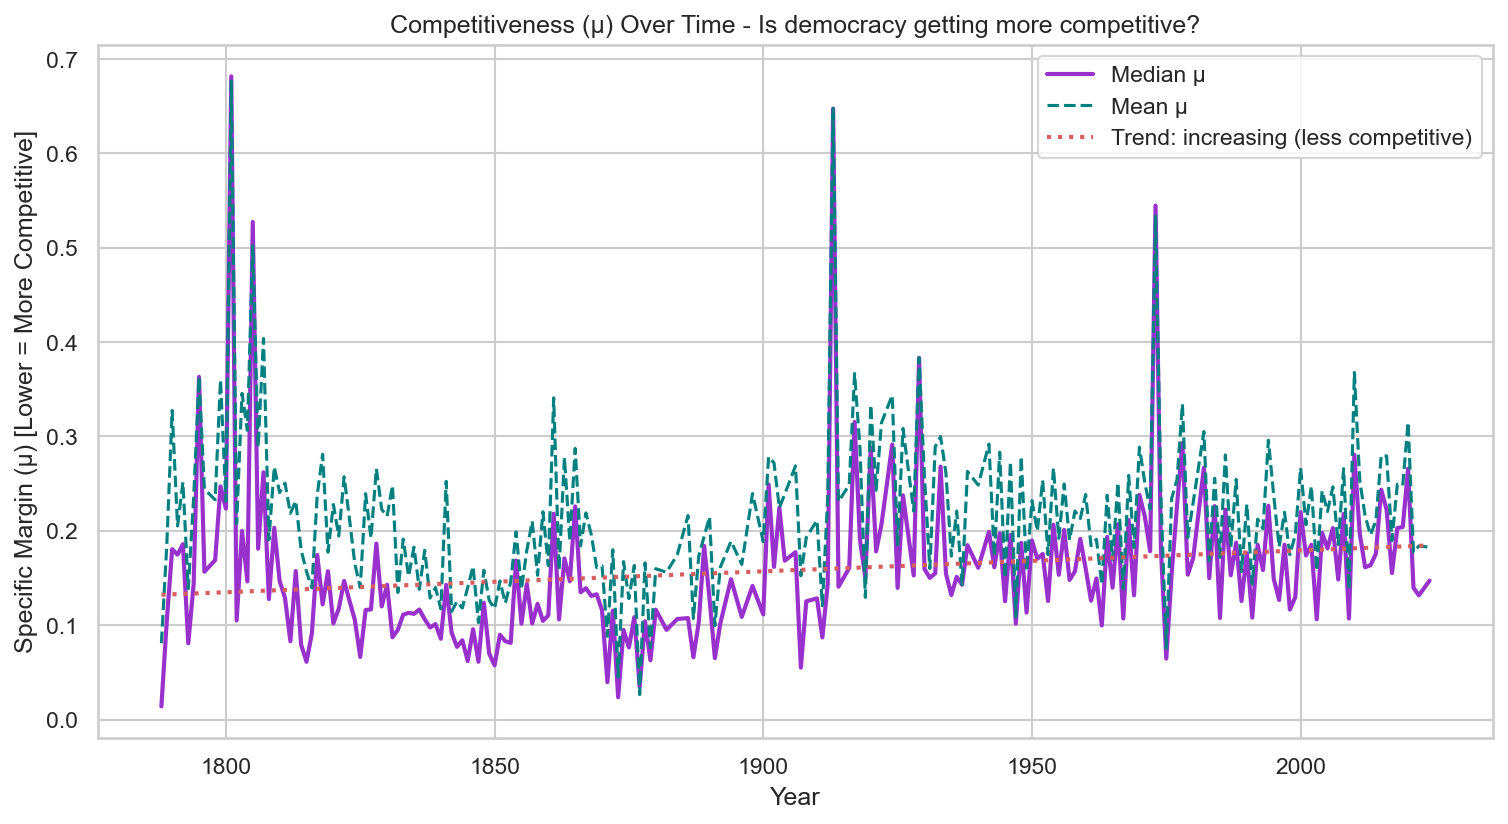 Competitiveness (μ) Over Time - Is democracy getting more competitive?
Median μ
Mean μ
Trend: increasing (less competitive)
Specific Margin (μ) [Lower = More Competitive]
0.7
0.6
0.5
0.4
0.3
0.2
0.1
0.0
1800
1850
1900
1950
2000
Year